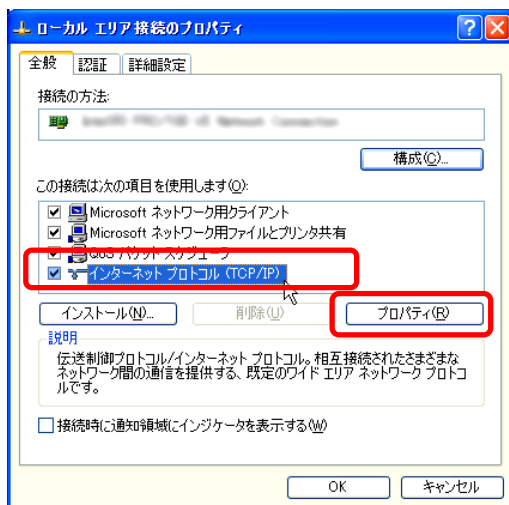 ローカル エリア接続のプロパティ
全般 認証 詳細設定
接続の方法:
構成(C)...
この接続は次の項目を使用します(O):
Microsoft ネットワーク用クライアント
Microsoft ネットワーク用ファイルとプリンタ共有
QoS パケット スケジューラ
インターネット プロトコル (TCP/IP)
インストール(N)... 削除(U) プロパティ(R)
説明
伝送制御プロトコル/インターネット プロトコル。相互接続されたさまざまな
ネットワーク間の通信を提供する、既定のワイド エリア ネットワーク プロトコ
ルです。
接続時に通知領域にインジケータを表示する(W)
OK キャンセル